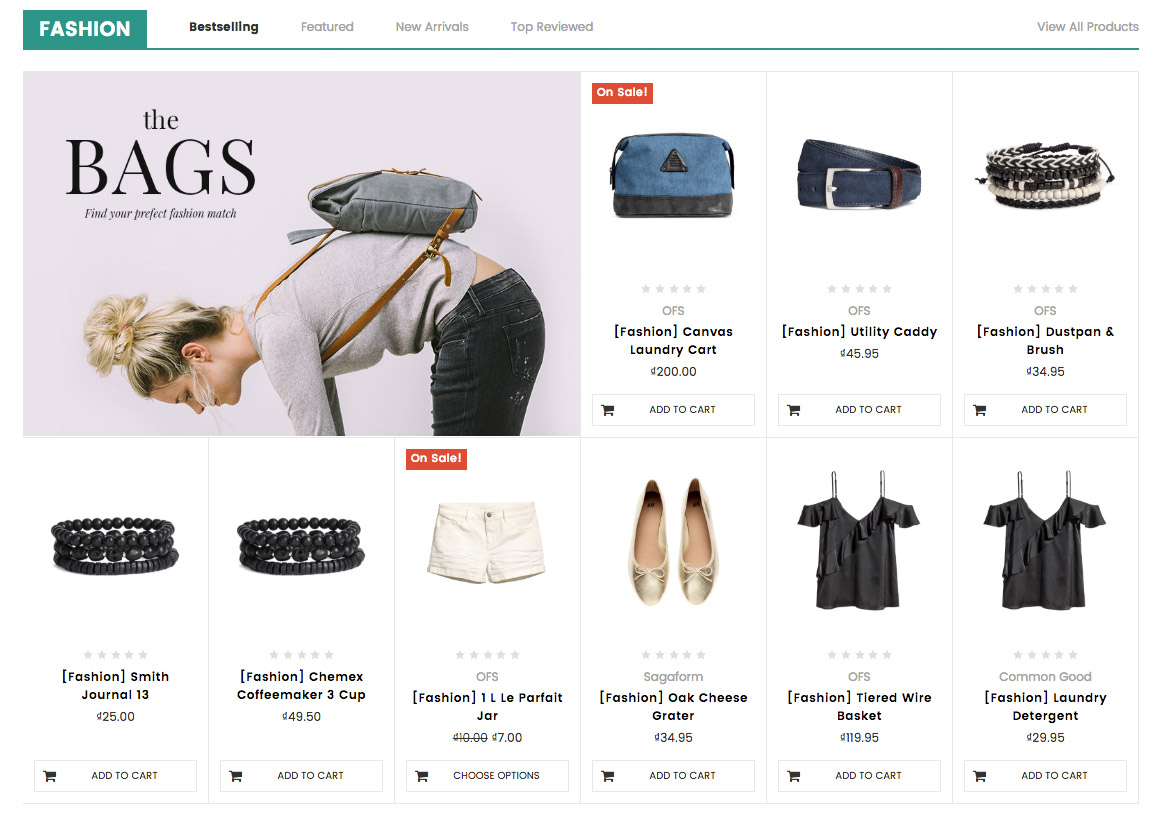 FASHION
Bestselling
Featured
New Arrivals
Top Reviewed
View All Products
the
BAGS
Find your prefect fashion match
On Sale!
OFS
[Fashion] Canvas
Laundry Cart
₫200.00
ADD TO CART
OFS
[Fashion] Utility Caddy
₫45.95
ADD TO CART
OFS
[Fashion] Dustpan &
Brush
₫34.95
ADD TO CART
[Fashion] Smith
Journal 13
₫25.00
ADD TO CART
[Fashion] Chemex
Coffeemaker 3 Cup
₫49.50
ADD TO CART
On Sale!
OFS
[Fashion] 1 L Le Parfait
Jar
₫10.00 ₫7.00
CHOOSE OPTIONS
Sagaform
[Fashion] Oak Cheese
Grater
₫34.95
ADD TO CART
OFS
[Fashion] Tiered Wire
Basket
₫119.95
ADD TO CART
Common Good
[Fashion] Laundry
Detergent
₫29.95
ADD TO CART